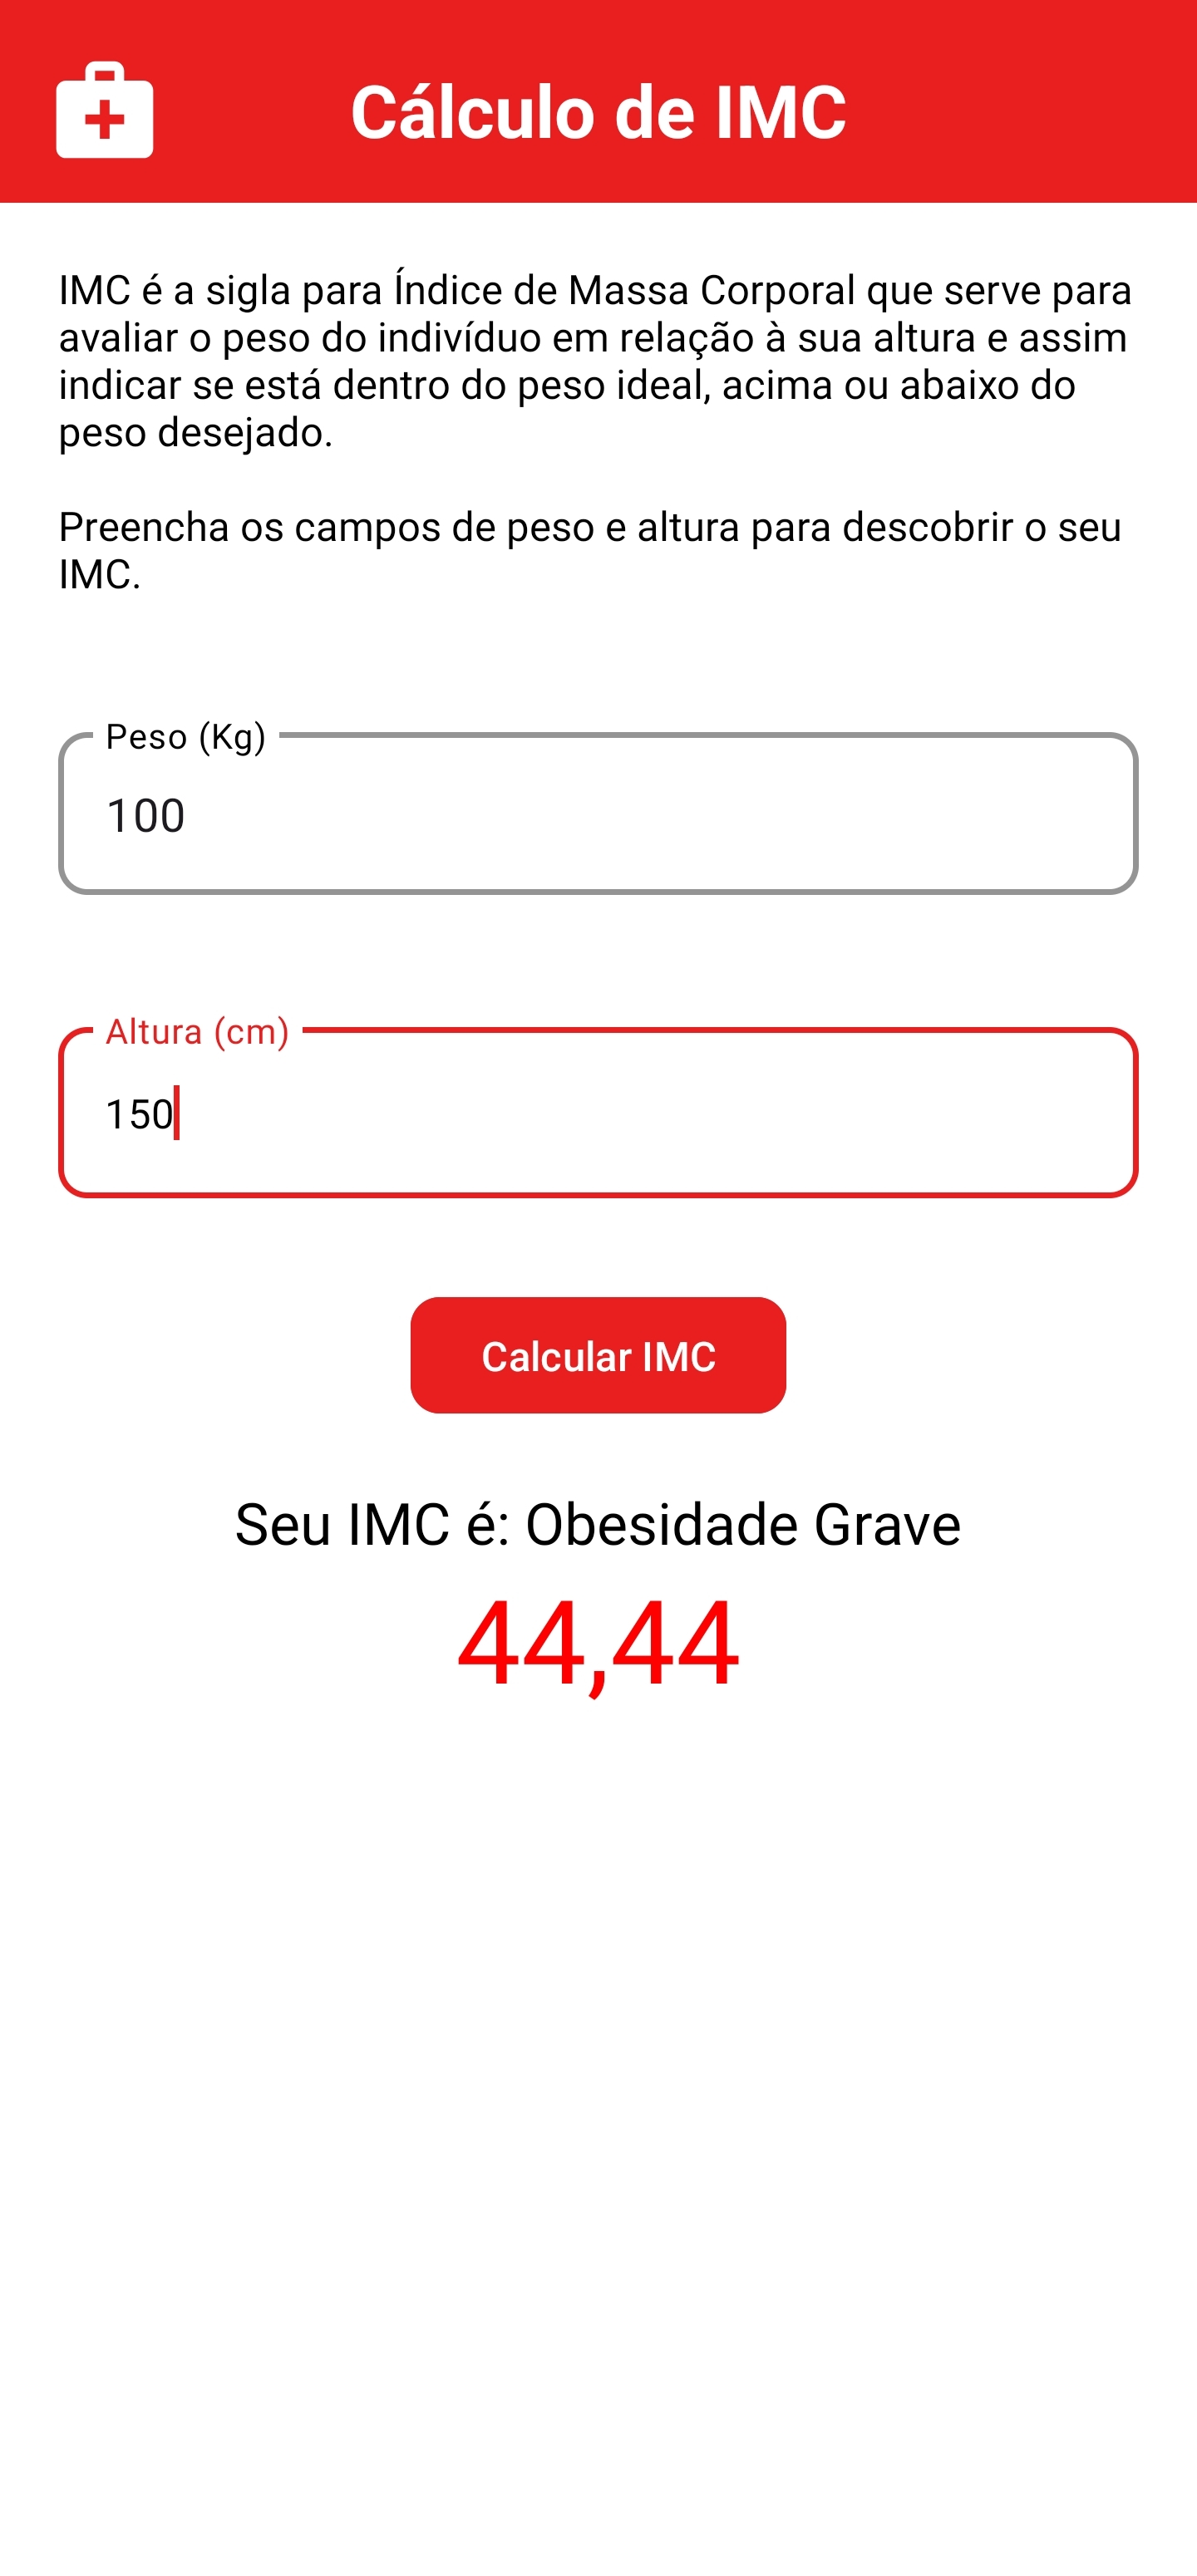 Cálculo de IMC
IMC é a sigla para Índice de Massa Corporal que serve para
avaliar o peso do indivíduo em relação à sua altura e assim
indicar se está dentro do peso ideal, acima ou abaixo do
peso desejado.
Preencha os campos de peso e altura para descobrir o seu
IMC.
Peso (Kg)
100
Altura (cm)
150
Calcular IMC
Seu IMC é: Obesidade Grave
44,44